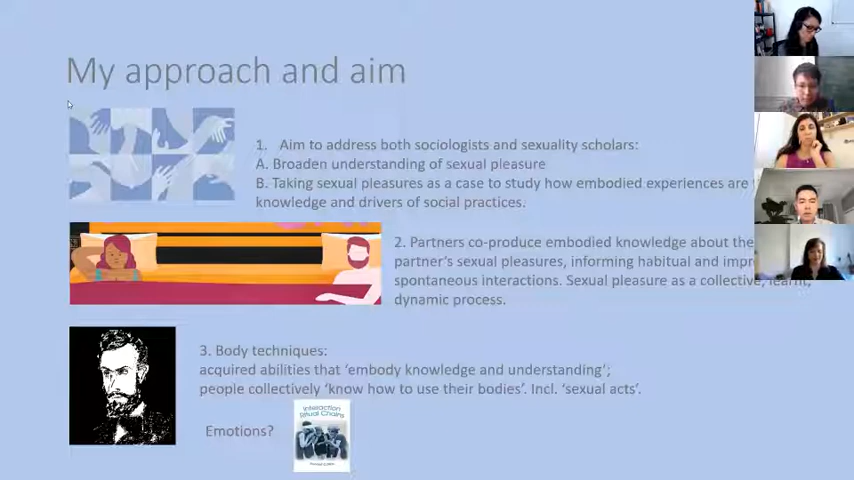 My approach and aim
1. Aim to address both sociologists and sexuality scholars:
A. Broaden understanding of sexual pleasure
B. Taking sexual pleasures as a case to study how embodied experiences are
knowledge and drivers of social practices.
2. Partners co-produce embodied knowledge about the
partner's sexual pleasures, informing habitual and impr
spontaneous interactions. Sexual pleasure as a collective, learnt,
dynamic process.
3. Body techniques:
acquired abilities that 'embody knowledge and understanding';
people collectively 'know how to use their bodies'. Incl. 'sexual acts'.
Emotions?
Interaction
Ritual Chains